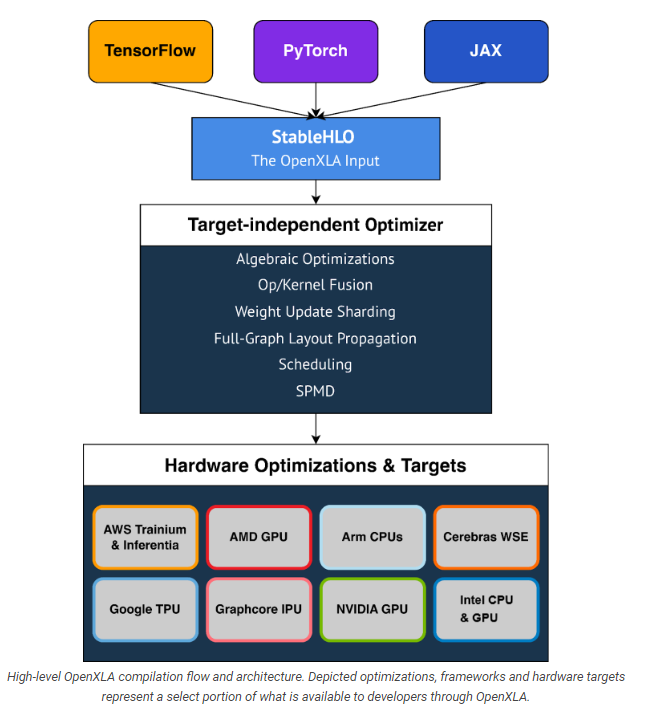 TensorFlow
PyTorch
JAX
StableHLO
The OpenXLA Input
Target-independent Optimizer
Algebraic Optimizations
Op/Kernel Fusion
Weight Update Sharding
Full-Graph Layout Propagation
Scheduling
SPMD
Hardware Optimizations & Targets
AWS Trainium
& Inferentia
AMD GPU
Arm CPUs
Cerebras WSE
Google TPU
Graphcore IPU
NVIDIA GPU
Intel CPU
& GPU
High-level OpenXLA compilation flow and architecture. Depicted optimizations, frameworks and hardware targets
represent a select portion of what is available to developers through OpenXLA.